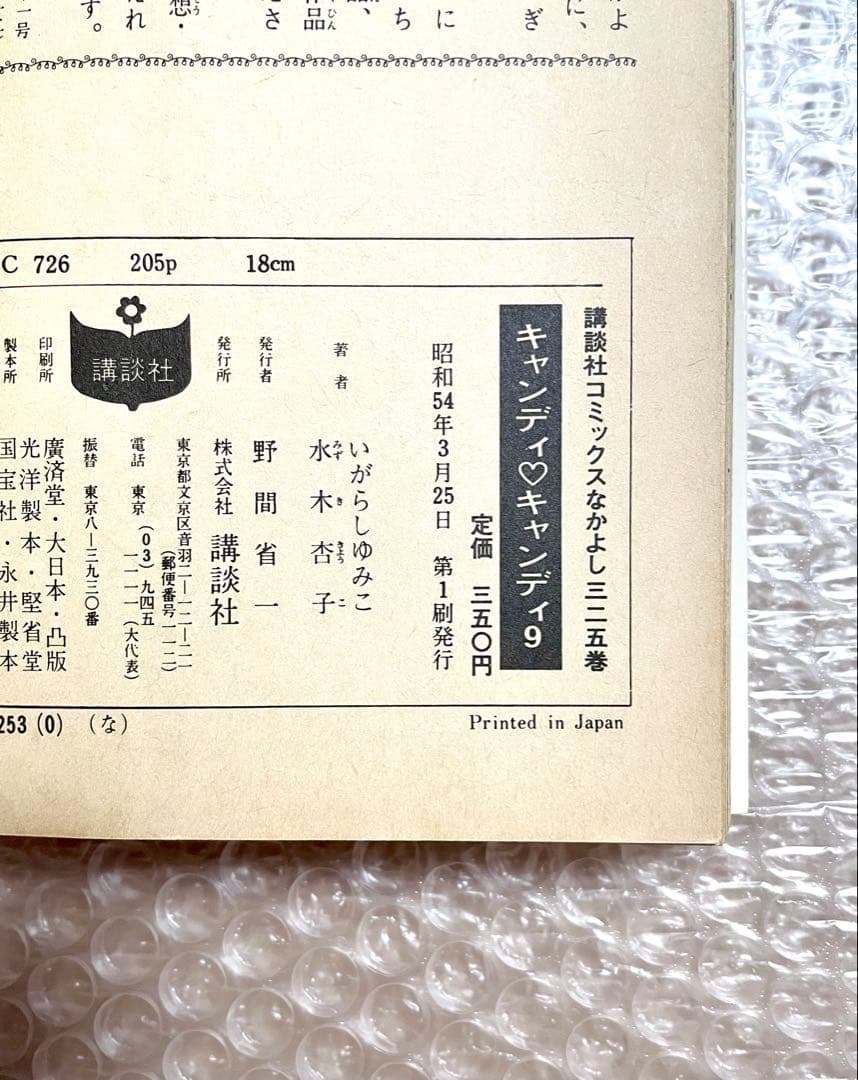 C 726 205p 18cm
講談社コミックスなかよし三二五巻
キャンディ♡キャンディ9
定価 三五〇円
昭和54年3月25日 第1刷発行
著者
いがらしゆみこ
水木杏子
みずききょうこ
発行者 野間省一
発行所 株式会社 講談社
東京都文京区音羽二―一二―二一
(郵便番号一一二)
電話 東京(03)九四五
一一一一(大代表)
振替 東京八―三九三〇番
講談社
印刷所 廣済堂・大日本・凸版
製本所 光洋製本・堅省堂
国宝社・永井製本
253 (0) (な)
Printed in Japan